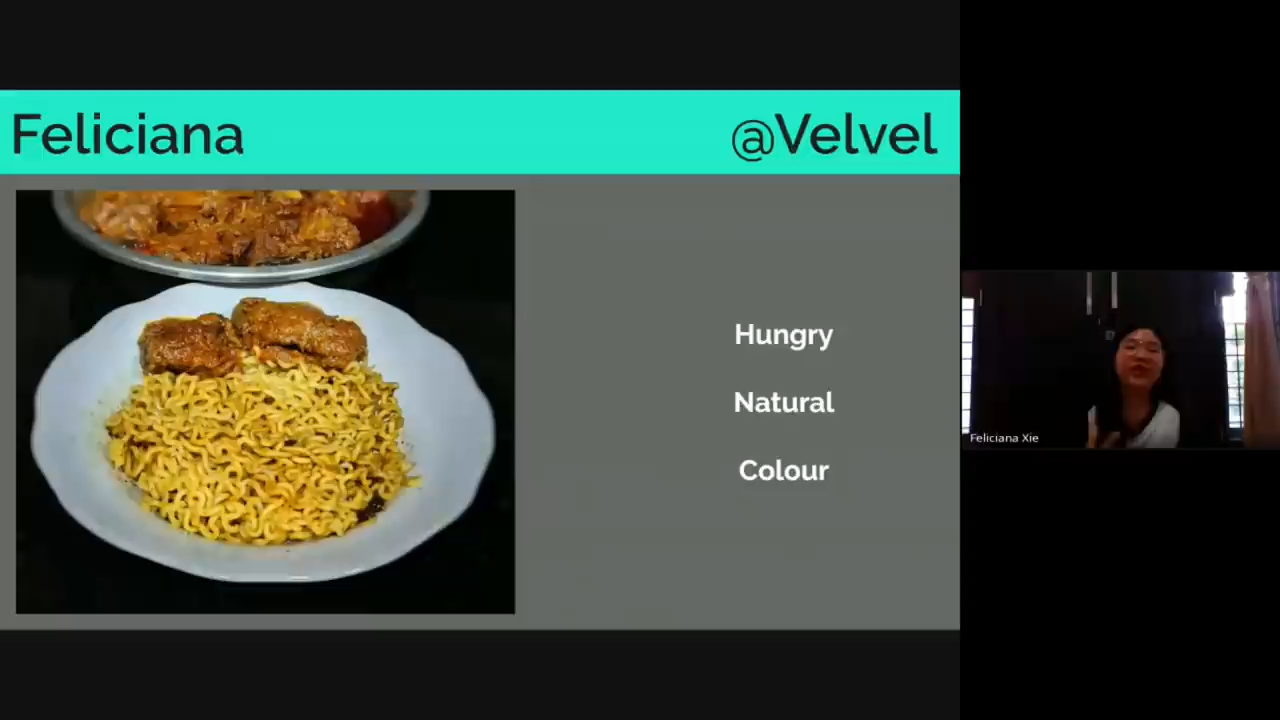 Feliciana
@Velvel
Hungry
Natural
Colour
Feliciana Xie